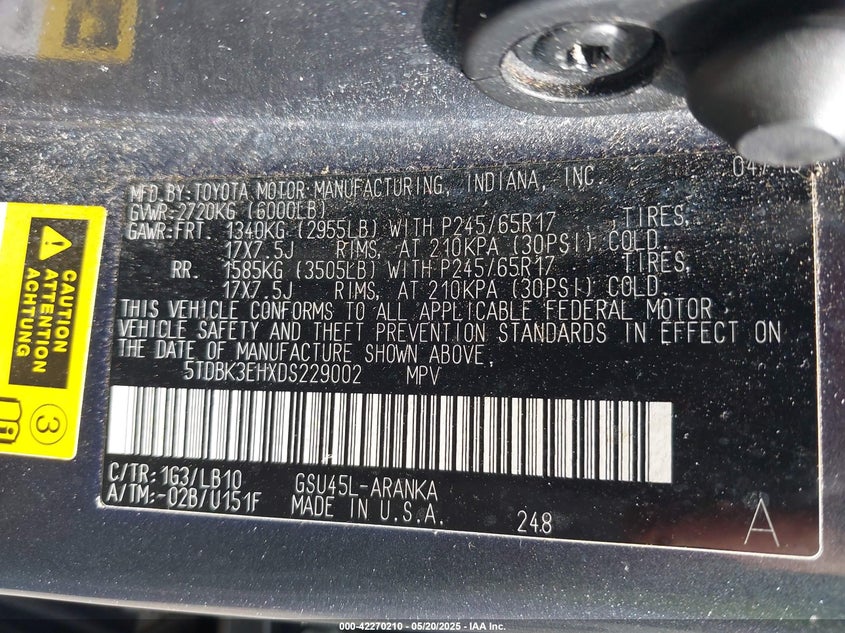 MFD.BY:TOYOTA MOTOR MANUFACTURING, INDIANA, INC.
GVWR:2720KG (6000LB)
GAWR:FRT. 1340KG (2955LB) WITH P245/65R17 TIRES,
17X7.5J RIMS, AT 210KPA (30PSI) COLD.
RR. 1585KG (3505LB) WITH P245/65R17 TIRES,
17X7.5J RIMS, AT 210KPA (30PSI) COLD.
THIS VEHICLE CONFORMS TO ALL APPLICABLE FEDERAL MOTOR
VEHICLE SAFETY AND THEFT PREVENTION STANDARDS IN EFFECT ON
THE DATE OF MANUFACTURE SHOWN ABOVE.
5TDBK3EHXDS229002 MPV
C/TR: 1G3/LB10 GSU45L-ARANKA
A/TM:-02B/U151F MADE IN U.S.A. 248 A
CAUTION
ATTENTION
ACHTUNG
3
000-42270210 - 05/20/2025 - IAA Inc.